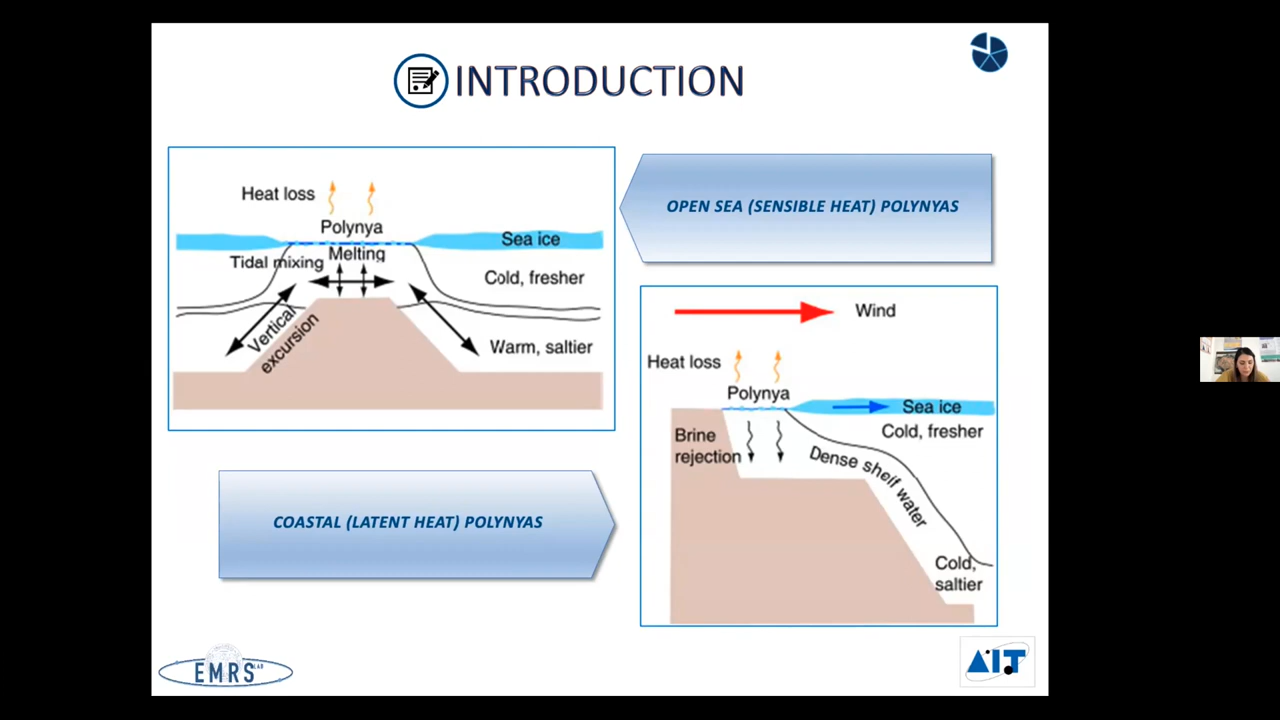 INTRODUCTION
Heat loss
Polynya
Sea ice
Melting
Tidal mixing
Cold, fresher
Vertical
excursion
Warm, saltier
OPEN SEA (SENSIBLE HEAT) POLYNYAS
COASTAL (LATENT HEAT) POLYNYAS
Wind
Heat loss
Polynya
Sea ice
Cold, fresher
Brine
rejection
Dense shelf water
Cold,
saltier
EMRS LAB
AIT